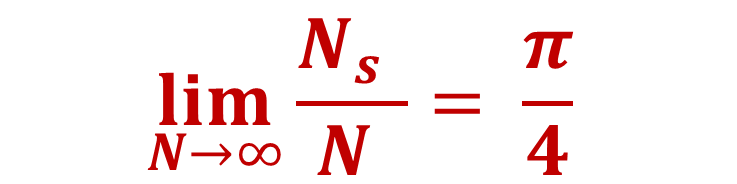 lim N→∞ N_s / N = π / 4